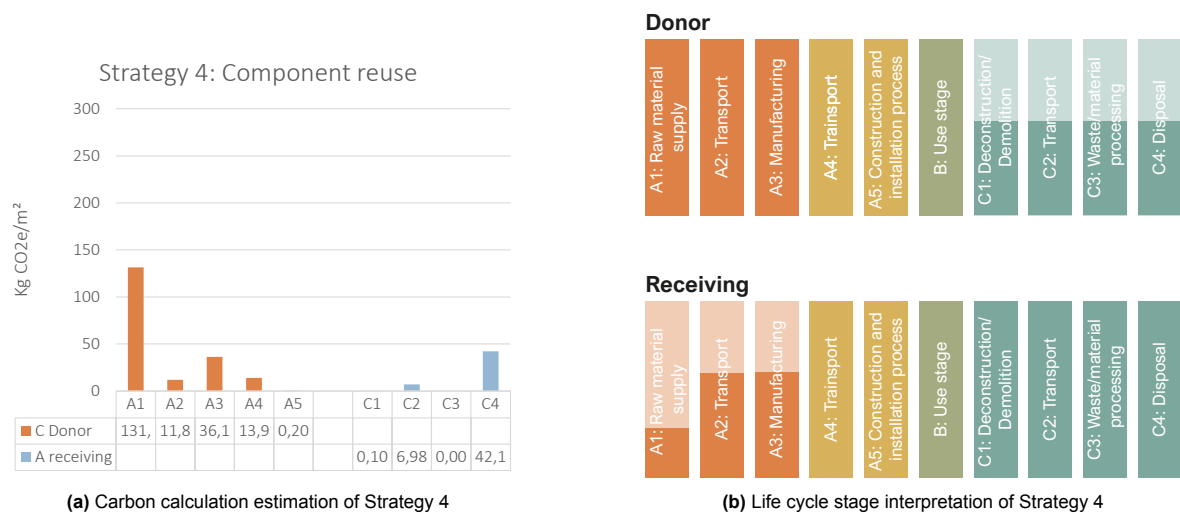 Strategy 4: Component reuse
Kg CO2e/m²
300
250
200
150
100
50
0
A1 A2 A3 A4 A5 C1 C2 C3 C4
C Donor 131, 11,8 36,1 13,9 0,20
A receiving 0,10 6,98 0,00 42,1
(a) Carbon calculation estimation of Strategy 4
Donor
A1: Raw material
supply
A2: Transport
A3: Manufacturing
A4: Trainsport
A5: Construction and
installation process
B: Use stage
C1: Deconstruction/
Demolition
C2: Transport
C3: Waste/material
processing
C4: Disposal
Receiving
A1: Raw material
supply
A2: Transport
A3: Manufacturing
A4: Trainsport
A5: Construction and
installation process
B: Use stage
C1: Deconstruction/
Demolition
C2: Transport
C3: Waste/material
processing
C4: Disposal
(b) Life cycle stage interpretation of Strategy 4